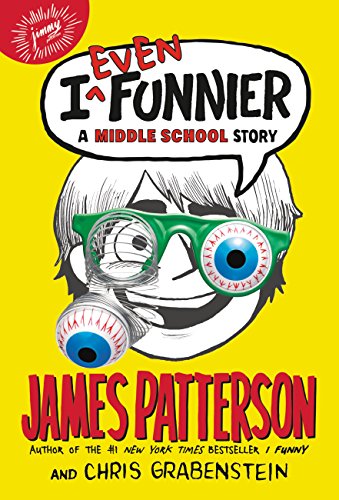 jimmy
EVEN
I ^ FUNNIER
A MIDDLE SCHOOL STORY
JAMES PATTERSON
AUTHOR OF THE #1 NEW YORK TIMES BESTSELLER I FUNNY
AND CHRIS GRABENSTEIN